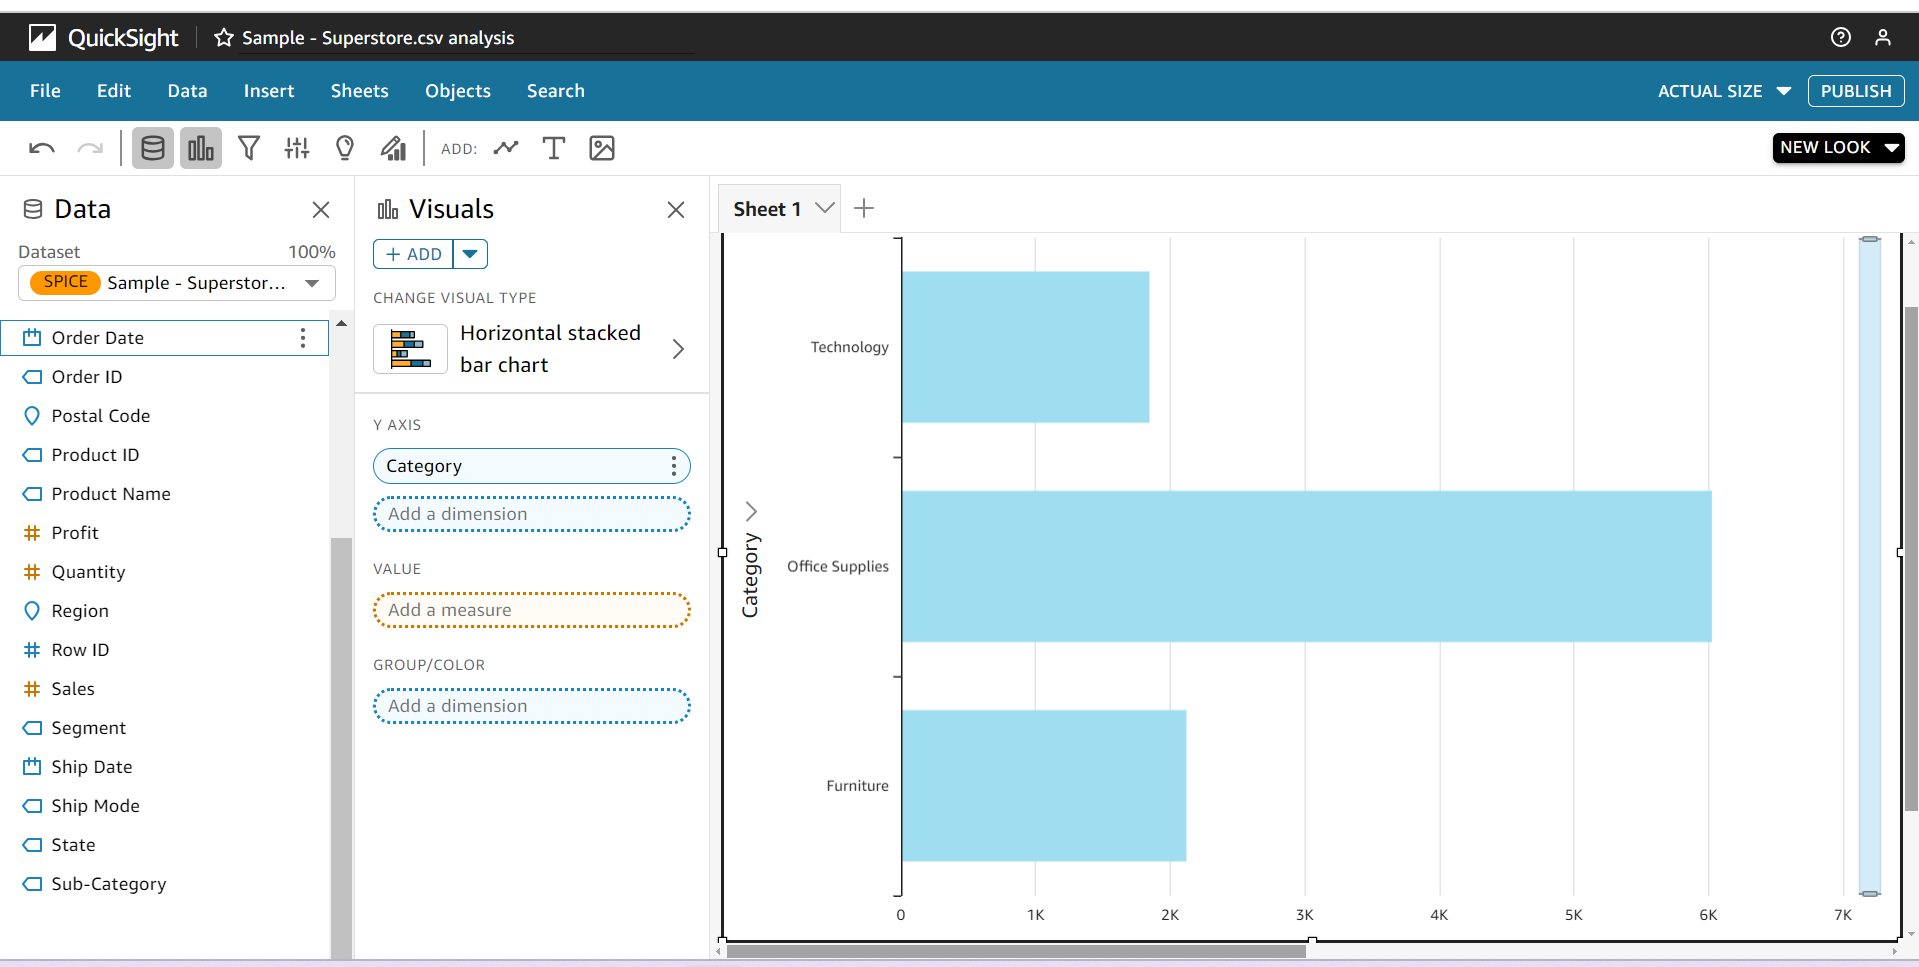 QuickSight
Sample - Superstore.csv analysis
File Edit Data Insert Sheets Objects Search
ACTUAL SIZE PUBLISH
ADD:
NEW LOOK
Data
Dataset 100%
SPICE Sample - Superstor...
Order Date
Order ID
Postal Code
Product ID
Product Name
Profit
Quantity
Region
Row ID
Sales
Segment
Ship Date
Ship Mode
State
Sub-Category
Visuals
+ ADD
CHANGE VISUAL TYPE
Horizontal stacked
bar chart
Y AXIS
Category
Add a dimension
VALUE
Add a measure
GROUP/COLOR
Add a dimension
Sheet 1
Category
Technology
Office Supplies
Furniture
0 1K 2K 3K 4K 5K 6K 7K